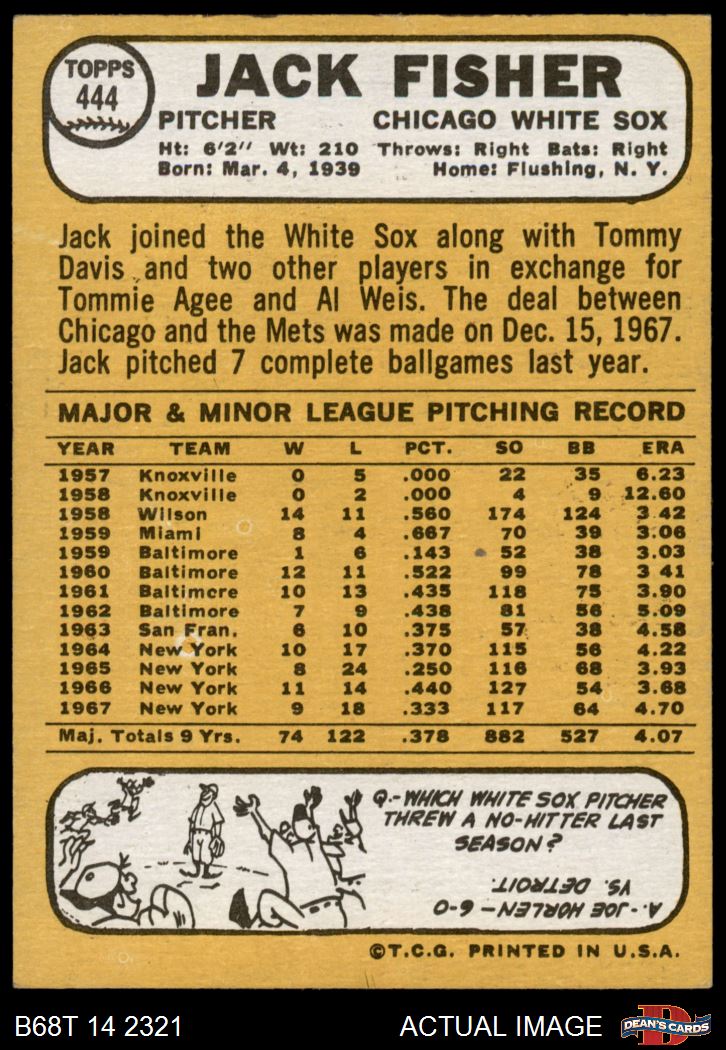 TOPPS
444
JACK FISHER
PITCHER CHICAGO WHITE SOX
Ht: 6'2" Wt: 210 Throws: Right Bats: Right
Born: Mar. 4, 1939 Home: Flushing, N. Y.
Jack joined the White Sox along with Tommy
Davis and two other players in exchange for
Tommie Agee and Al Weis. The deal between
Chicago and the Mets was made on Dec. 15, 1967.
Jack pitched 7 complete ballgames last year.
MAJOR & MINOR LEAGUE PITCHING RECORD
YEAR TEAM W L PCT. SO BB ERA
1957 Knoxville 0 5 .000 22 35 6.23
1958 Knoxville 0 2 .000 4 9 12.60
1958 Wilson 14 11 .560 174 124 3.42
1959 Miami 8 4 .667 70 39 3.06
1959 Baltimore 1 6 .143 52 38 3.03
1960 Baltimore 12 11 .522 99 78 3 41
1961 Baltimore 10 13 .435 118 75 3.90
1962 Baltimore 7 9 .438 81 56 5.09
1963 San Fran. 6 10 .375 57 38 4.58
1964 New York 10 17 .370 115 56 4.22
1965 New York 8 24 .250 116 68 3.93
1966 New York 11 14 .440 127 54 3.68
1967 New York 9 18 .333 117 64 4.70
Maj. Totals 9 Yrs. 74 122 .378 882 527 4.07
Q.-WHICH WHITE SOX PITCHER
THREW A NO-HITTER LAST
SEASON?
A.-JOE HORLEN-6-0
VS. DETROIT.
©T.C.G. PRINTED IN U.S.A.
B68T 14 2321 ACTUAL IMAGE
D
DEAN'S CARDS